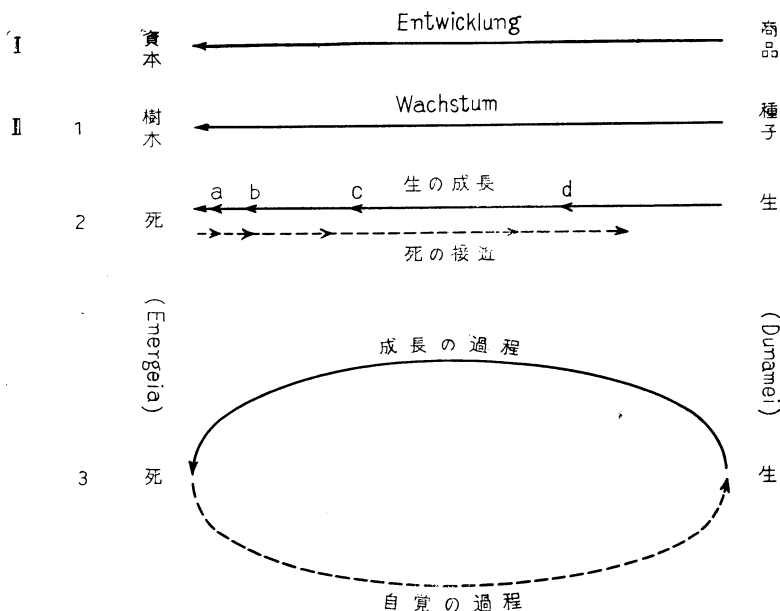 Entwicklung
I 資本 商品
Wachstum
II 1 樹木 種子
生の成長
a b c d
2 死 生
死の接近
(Emergeia) (Dunamei)
成長の過程
3 死 生
自覚の過程